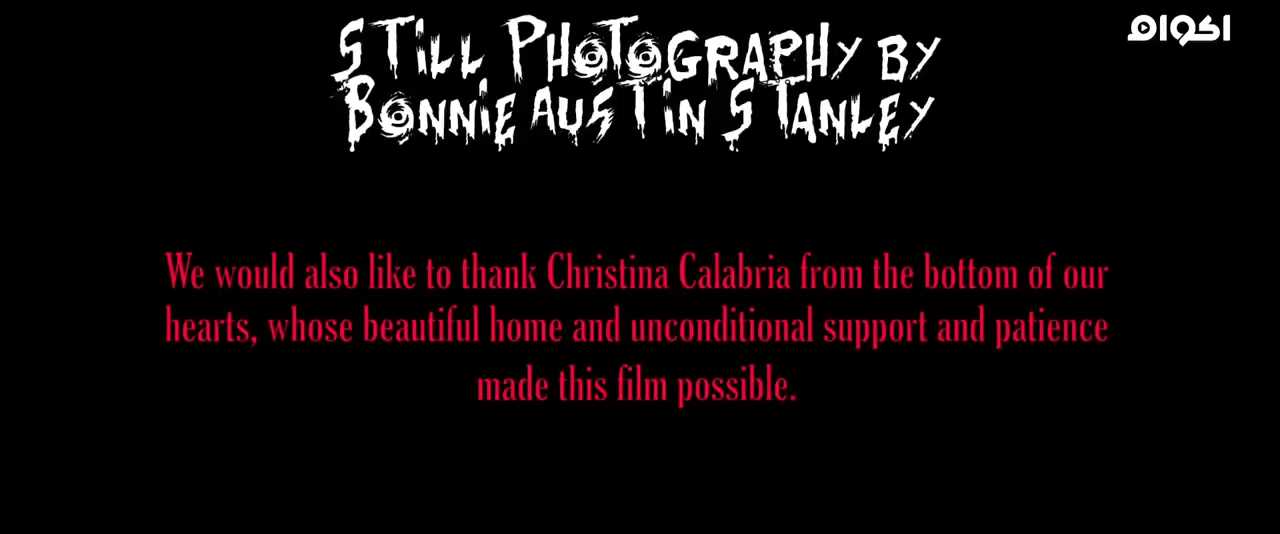 STILL PHOTOGRAPHY BY
اكوام
BONNIE AUSTIN STANLEY
We would also like to thank Christina Calabria from the bottom of our
hearts, whose beautiful home and unconditional support and patience
made this film possible.